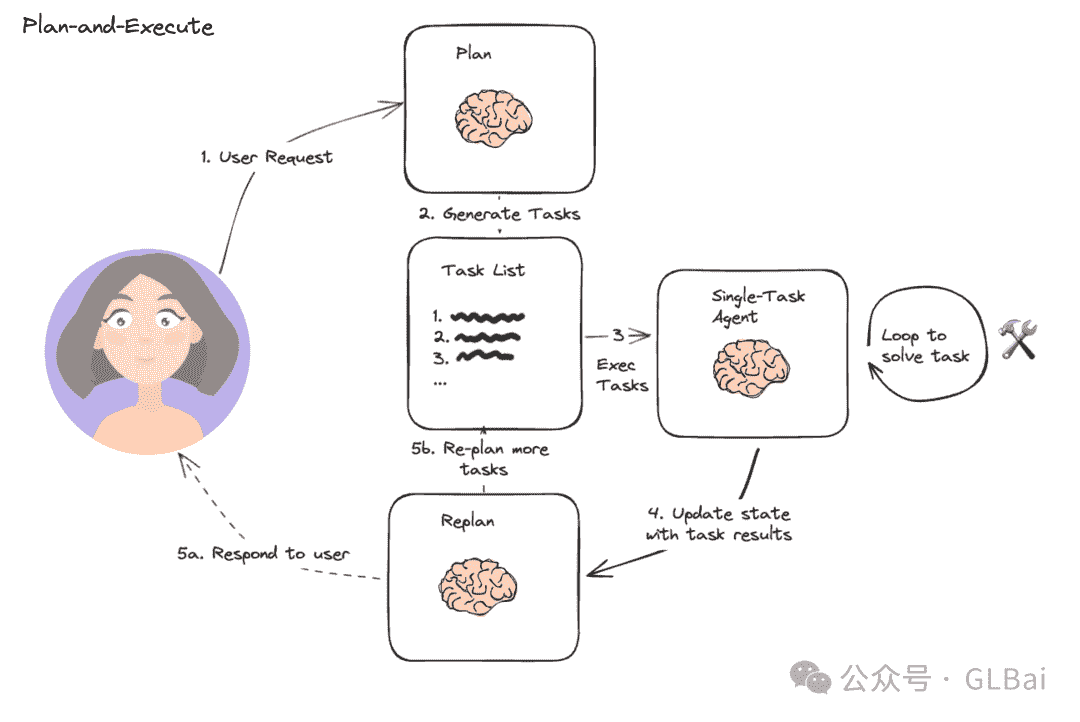 Plan-and-Execute
Plan
1. User Request
2. Generate Tasks
Task List
1.
2.
3.
...
3
Exec
Tasks
Single-Task
Agent
Loop to
solve task
5b. Re-plan more
tasks
Replan
4. Update state
with task results
5a. Respond to user
公众号 · GLBai